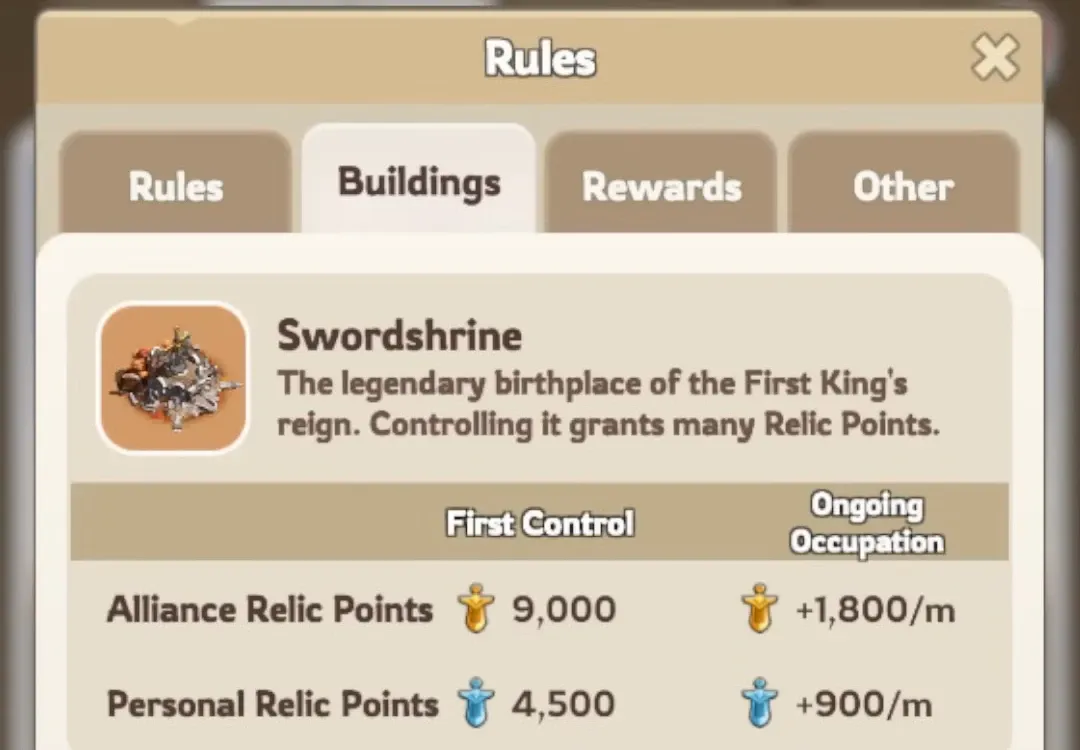 Rules
Rules
Buildings
Rewards
Other
Swordshrine
The legendary birthplace of the First King's
reign. Controlling it grants many Relic Points.
First Control
Ongoing
Occupation
Alliance Relic Points 9,000 +1,800/m
Personal Relic Points 4,500 +900/m